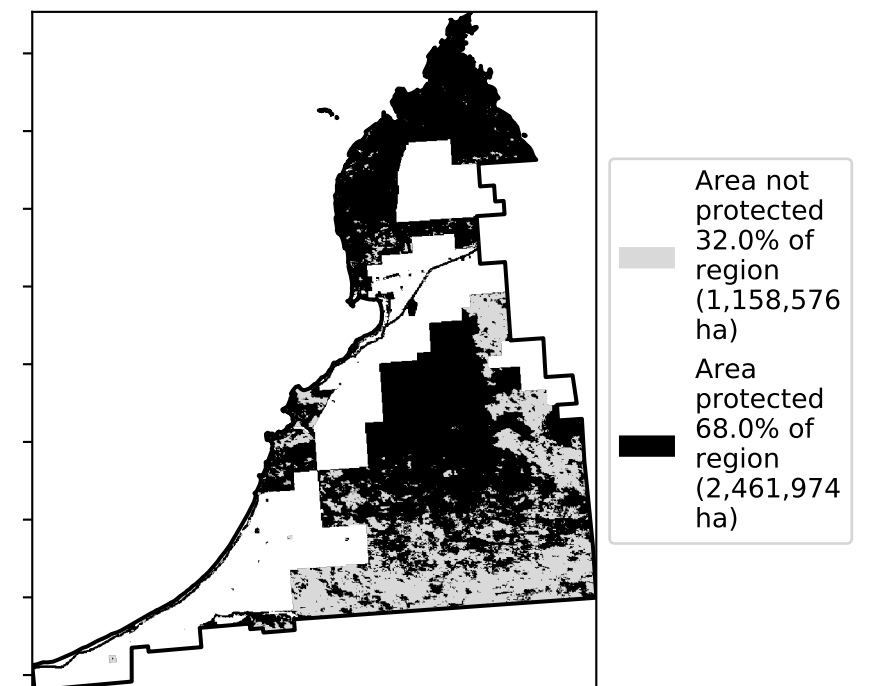 Area not
protected
32.0% of
region
(1,158,576
ha)
Area
protected
68.0% of
region
(2,461,974
ha)